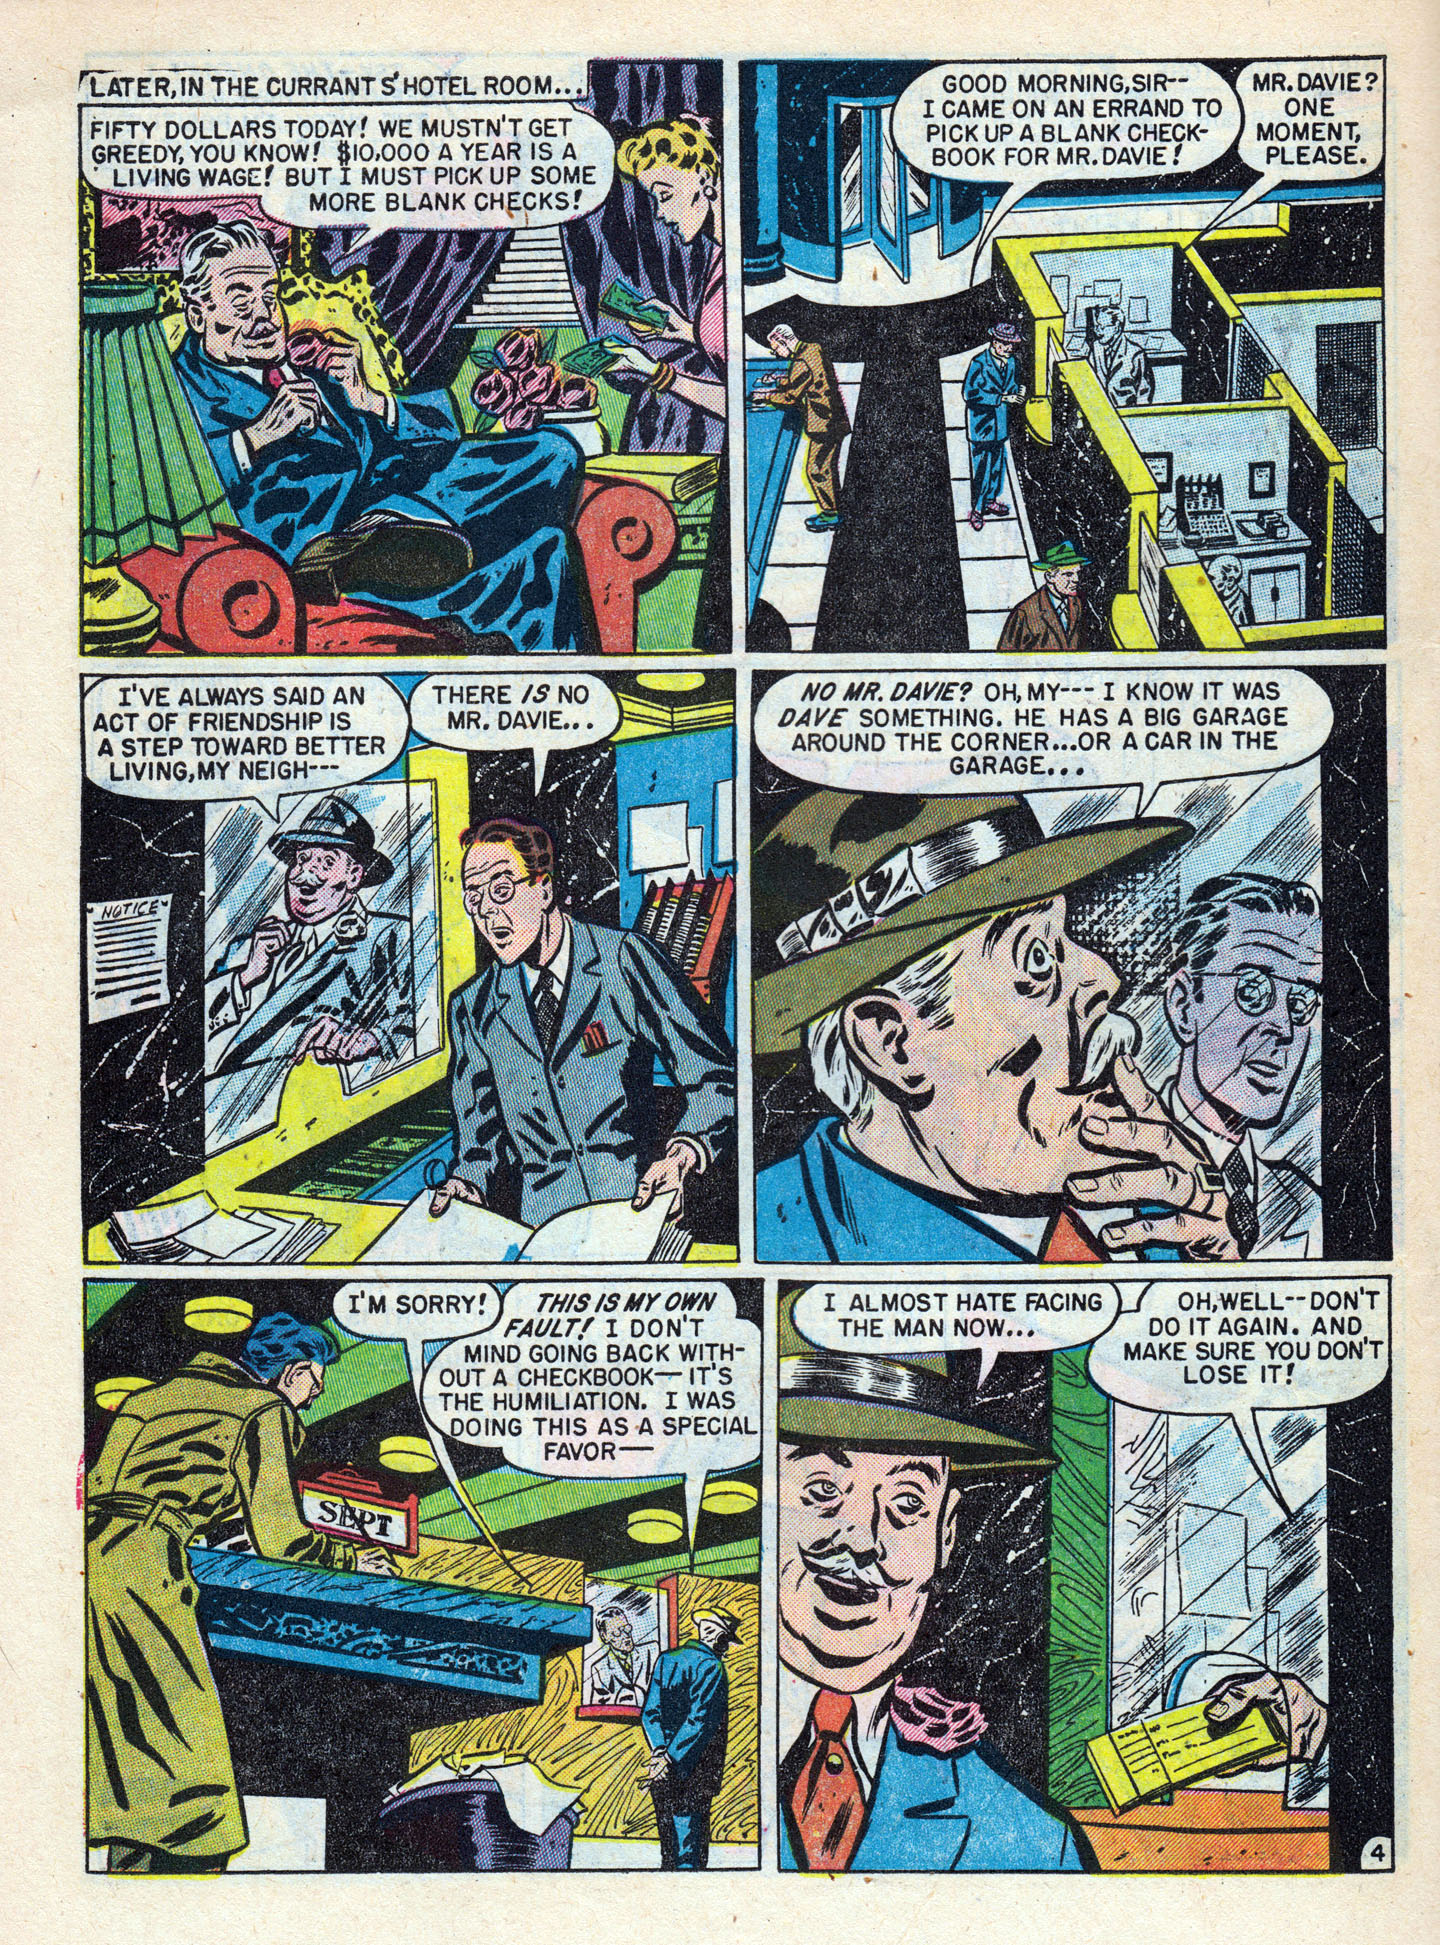 LATER, IN THE CURRANTS' HOTEL ROOM...
FIFTY DOLLARS TODAY! WE MUSTN'T GET
GREEDY, YOU KNOW! $10,000 A YEAR IS A
LIVING WAGE! BUT I MUST PICK UP SOME
MORE BLANK CHECKS!
GOOD MORNING, SIR--
I CAME ON AN ERRAND TO
PICK UP A BLANK CHECK-
BOOK FOR MR. DAVIE!
MR. DAVIE?
ONE
MOMENT,
PLEASE.
I'VE ALWAYS SAID AN
ACT OF FRIENDSHIP IS
A STEP TOWARD BETTER
LIVING, MY NEIGH---
THERE IS NO
MR. DAVIE...
NOTICE
NO MR. DAVIE? OH, MY--- I KNOW IT WAS
DAVE SOMETHING. HE HAS A BIG GARAGE
AROUND THE CORNER...OR A CAR IN THE
GARAGE...
I'M SORRY!
THIS IS MY OWN
FAULT! I DON'T
MIND GOING BACK WITH-
OUT A CHECKBOOK—IT'S
THE HUMILIATION. I WAS
DOING THIS AS A SPECIAL
FAVOR—
SEPT
I ALMOST HATE FACING
THE MAN NOW...
OH, WELL--DON'T
DO IT AGAIN. AND
MAKE SURE YOU DON'T
LOSE IT!
4